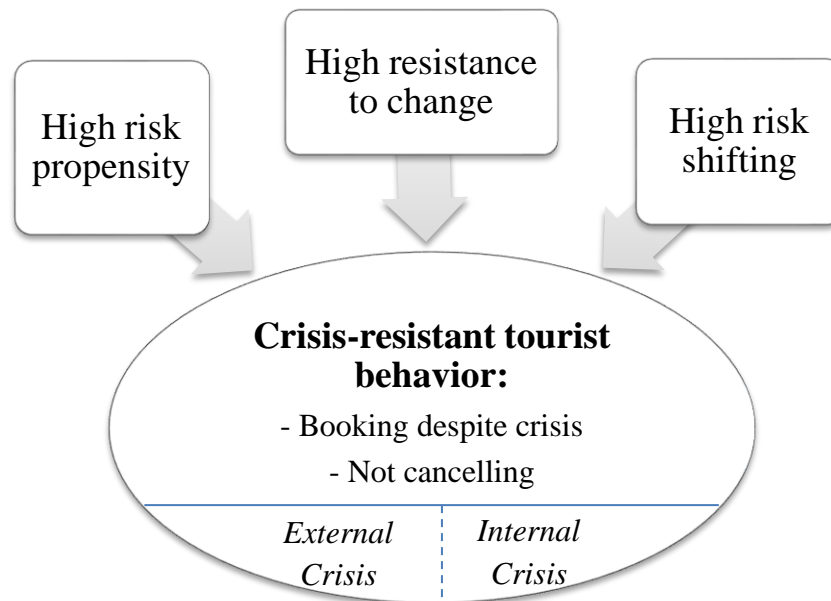 High risk
propensity
High resistance
to change
High risk
shifting
Crisis-resistant tourist
behavior:
- Booking despite crisis
- Not cancelling
External
Crisis
Internal
Crisis